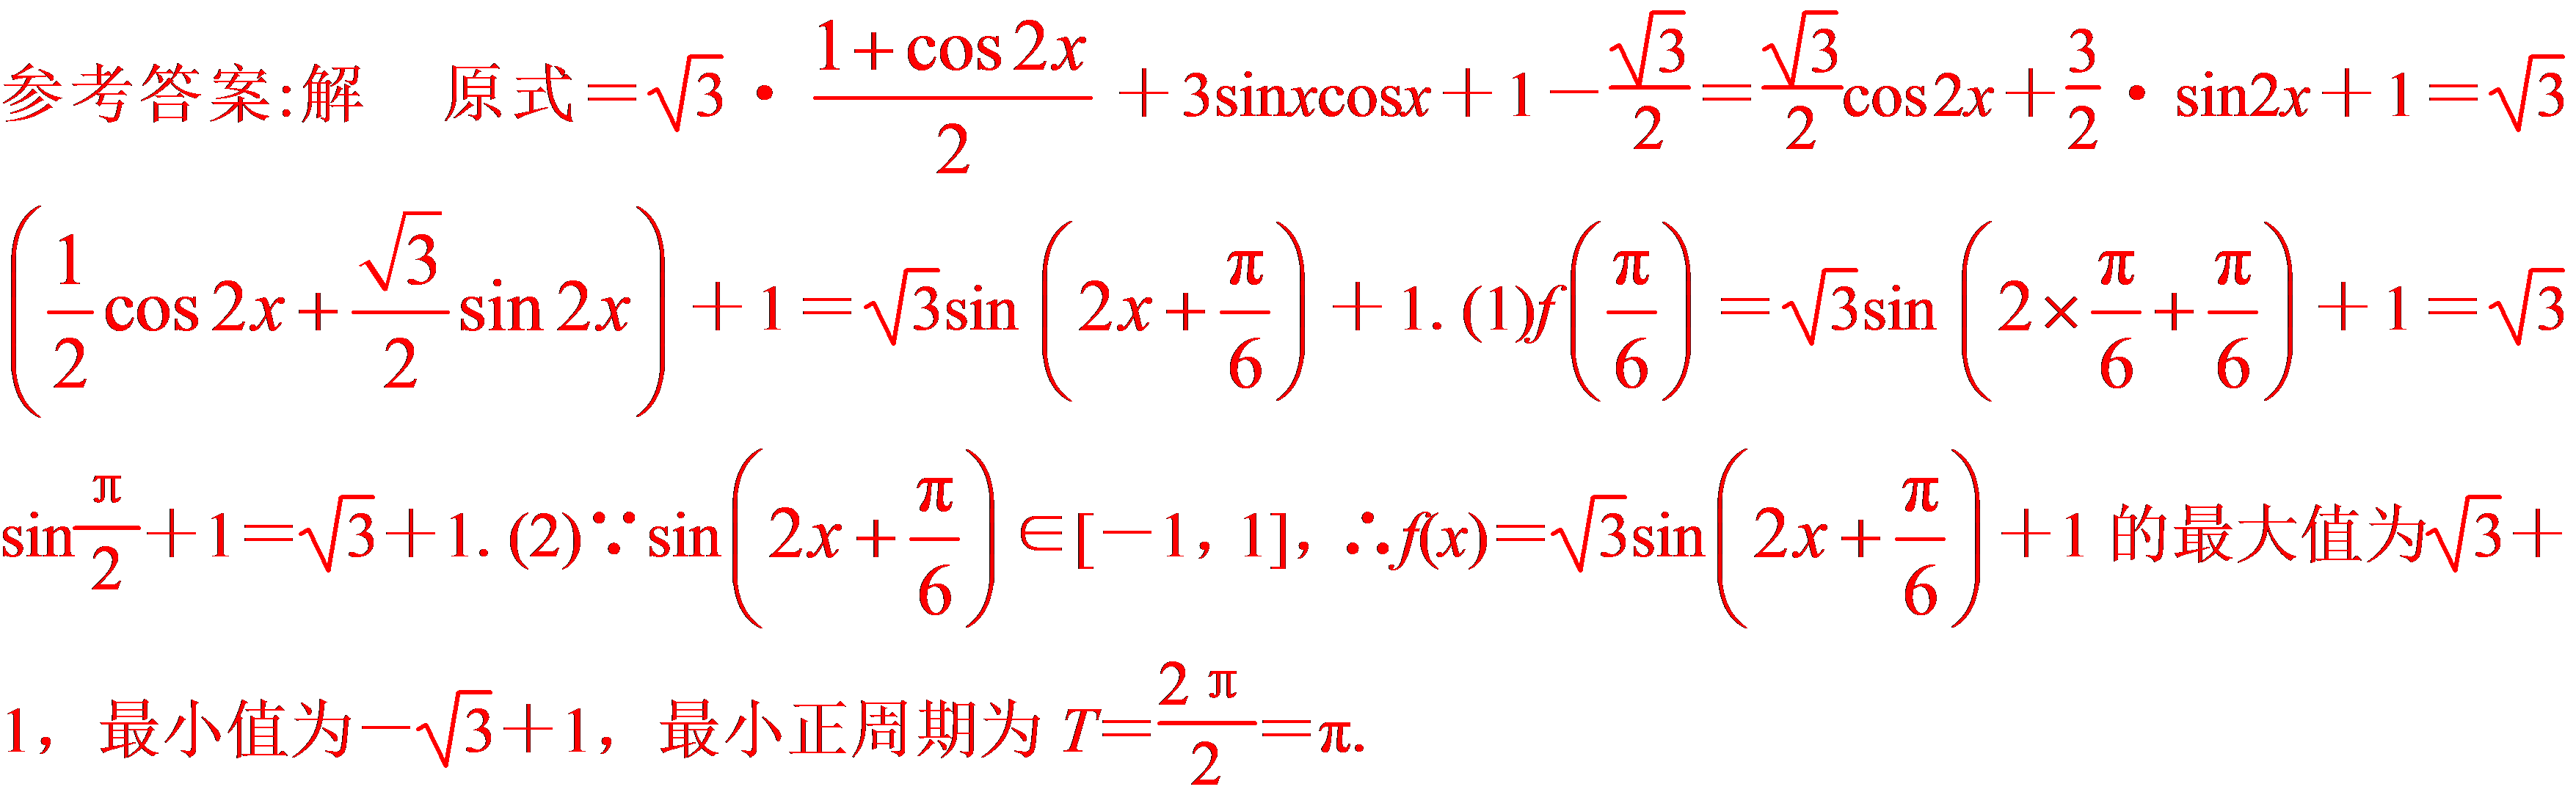 参考答案:解　原式＝√3 · (1+cos 2x)/2 ＋3sinxcosx＋1－√3/2＝√3/2 cos 2x＋3/2 · sin2x＋1＝√3
(1/2 cos 2x+√3/2 sin 2x)＋1＝√3sin(2x+π/6)＋1. (1)f(π/6)＝√3sin(2×π/6+π/6)＋1＝√3
sin π/2＋1＝√3＋1. (2)∵sin(2x+π/6)∈[－1，1]，∴f(x)＝√3sin(2x+π/6)＋1 的最大值为√3＋
1，最小值为－√3＋1，最小正周期为 T＝2π/2＝π.